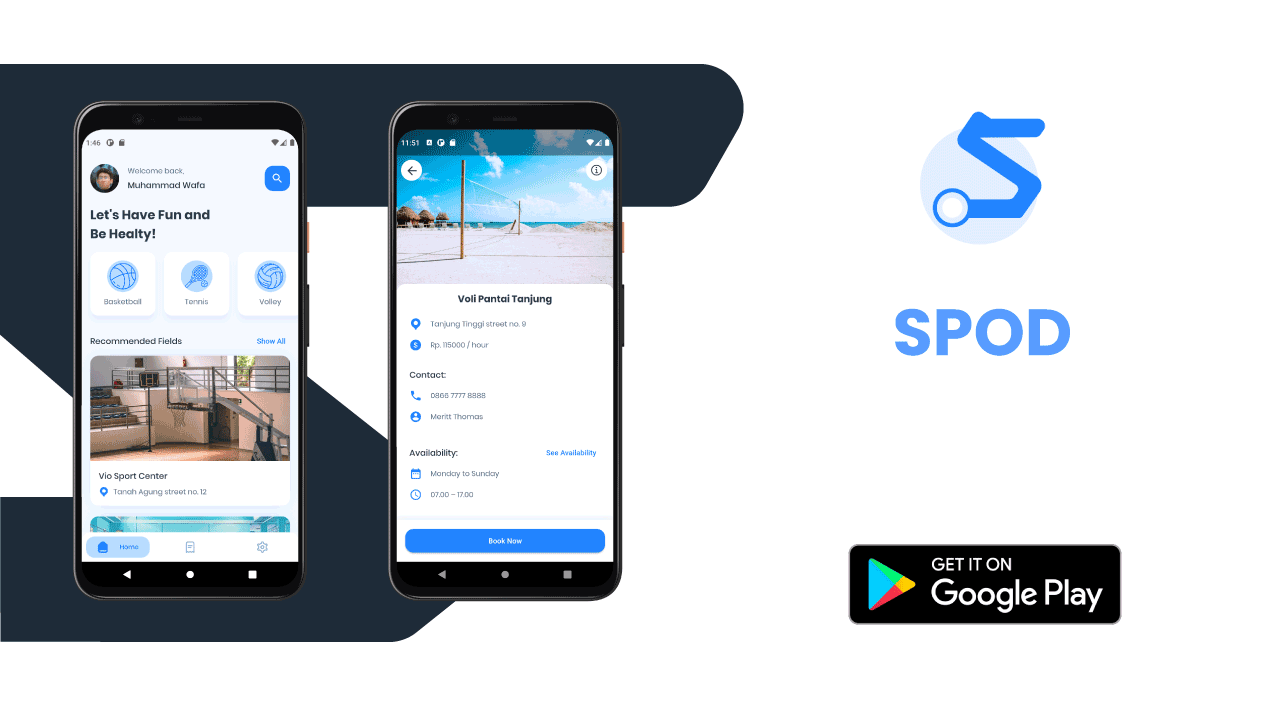 1:46
Welcome back,
Muhammad Wafa
Let's Have Fun and
Be Healty!
Basketball
Tennis
Volley
Recommended Fields
Show All
Vio Sport Center
Tanah Agung street no. 12
Home
11:51
Voli Pantai Tanjung
Tanjung Tinggi street no. 9
Rp. 115000 / hour
Contact:
0866 7777 8888
Meritt Thomas
Availability:
See Availability
Monday to Sunday
07.00 – 17.00
Book Now
SPOD
GET IT ON
Google Play